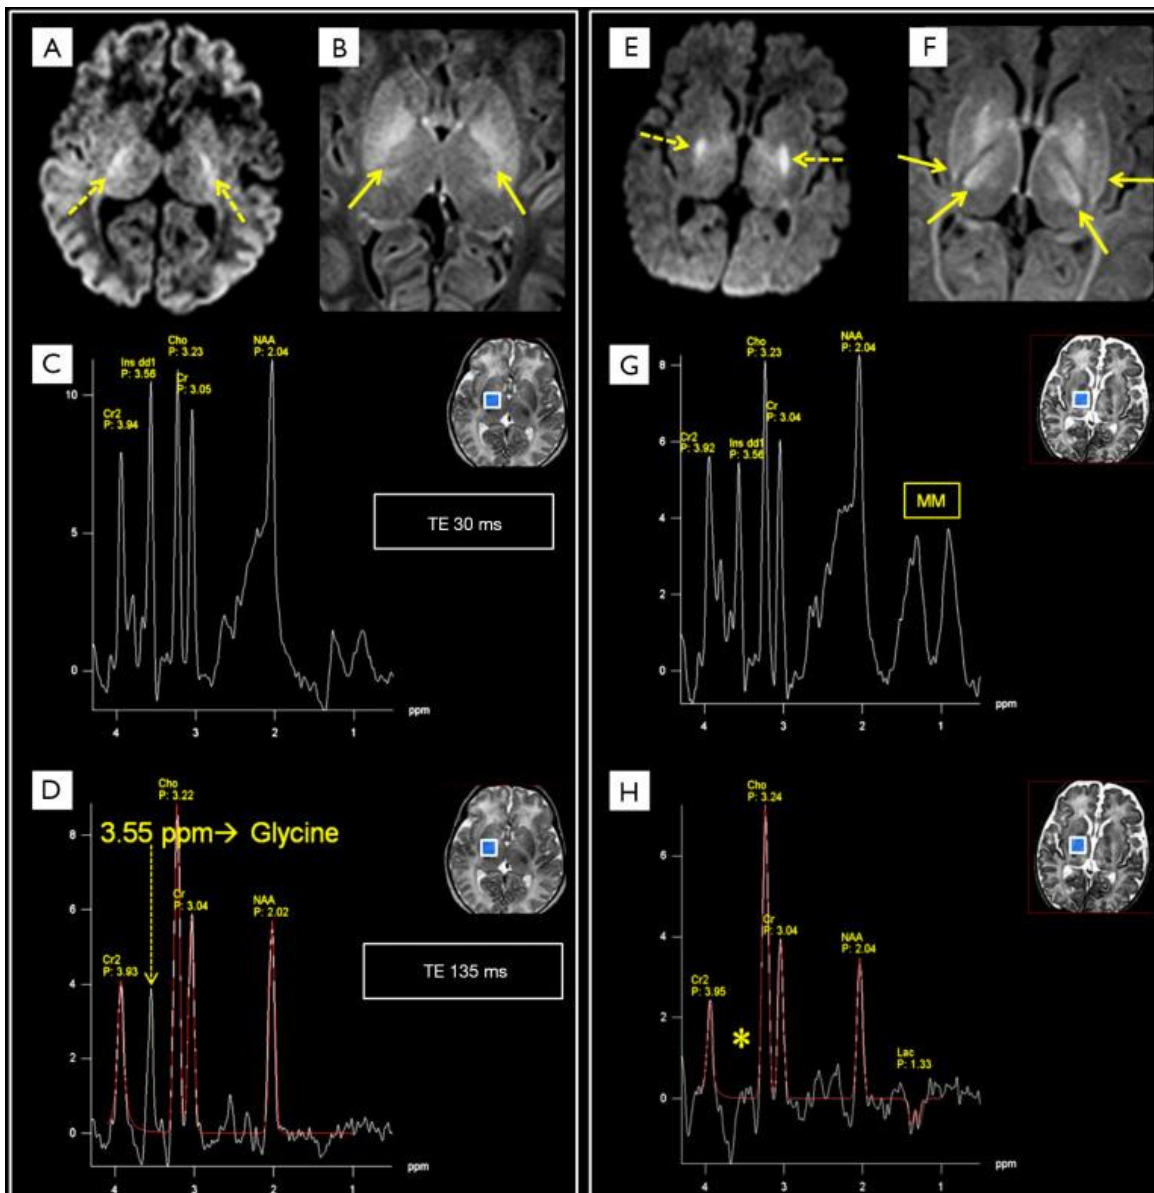 A
B
E
F
C
Cho
P: 3.23
NAA
P: 2.04
Ins dd1
P: 3.56
Cr
P: 3.05
Cr2
P: 3.94
10
5
0
4
3
2
1
ppm
TE 30 ms
G
Cho
P: 3.23
NAA
P: 2.04
Cr
P: 3.04
Cr2
P: 3.92
Ins dd1
P: 3.56
MM
8
6
4
2
0
4
3
2
1
ppm
D
Cho
P: 3.22
3.55 ppm→ Glycine
Cr
P: 3.04
NAA
P: 2.02
Cr2
P: 3.93
8
6
4
2
0
4
3
2
1
TE 135 ms
H
Cho
P: 3.24
Cr
P: 3.04
NAA
P: 2.04
Cr2
P: 3.95
*
Lac
P: 1.33
6
4
2
0
4
3
2
1